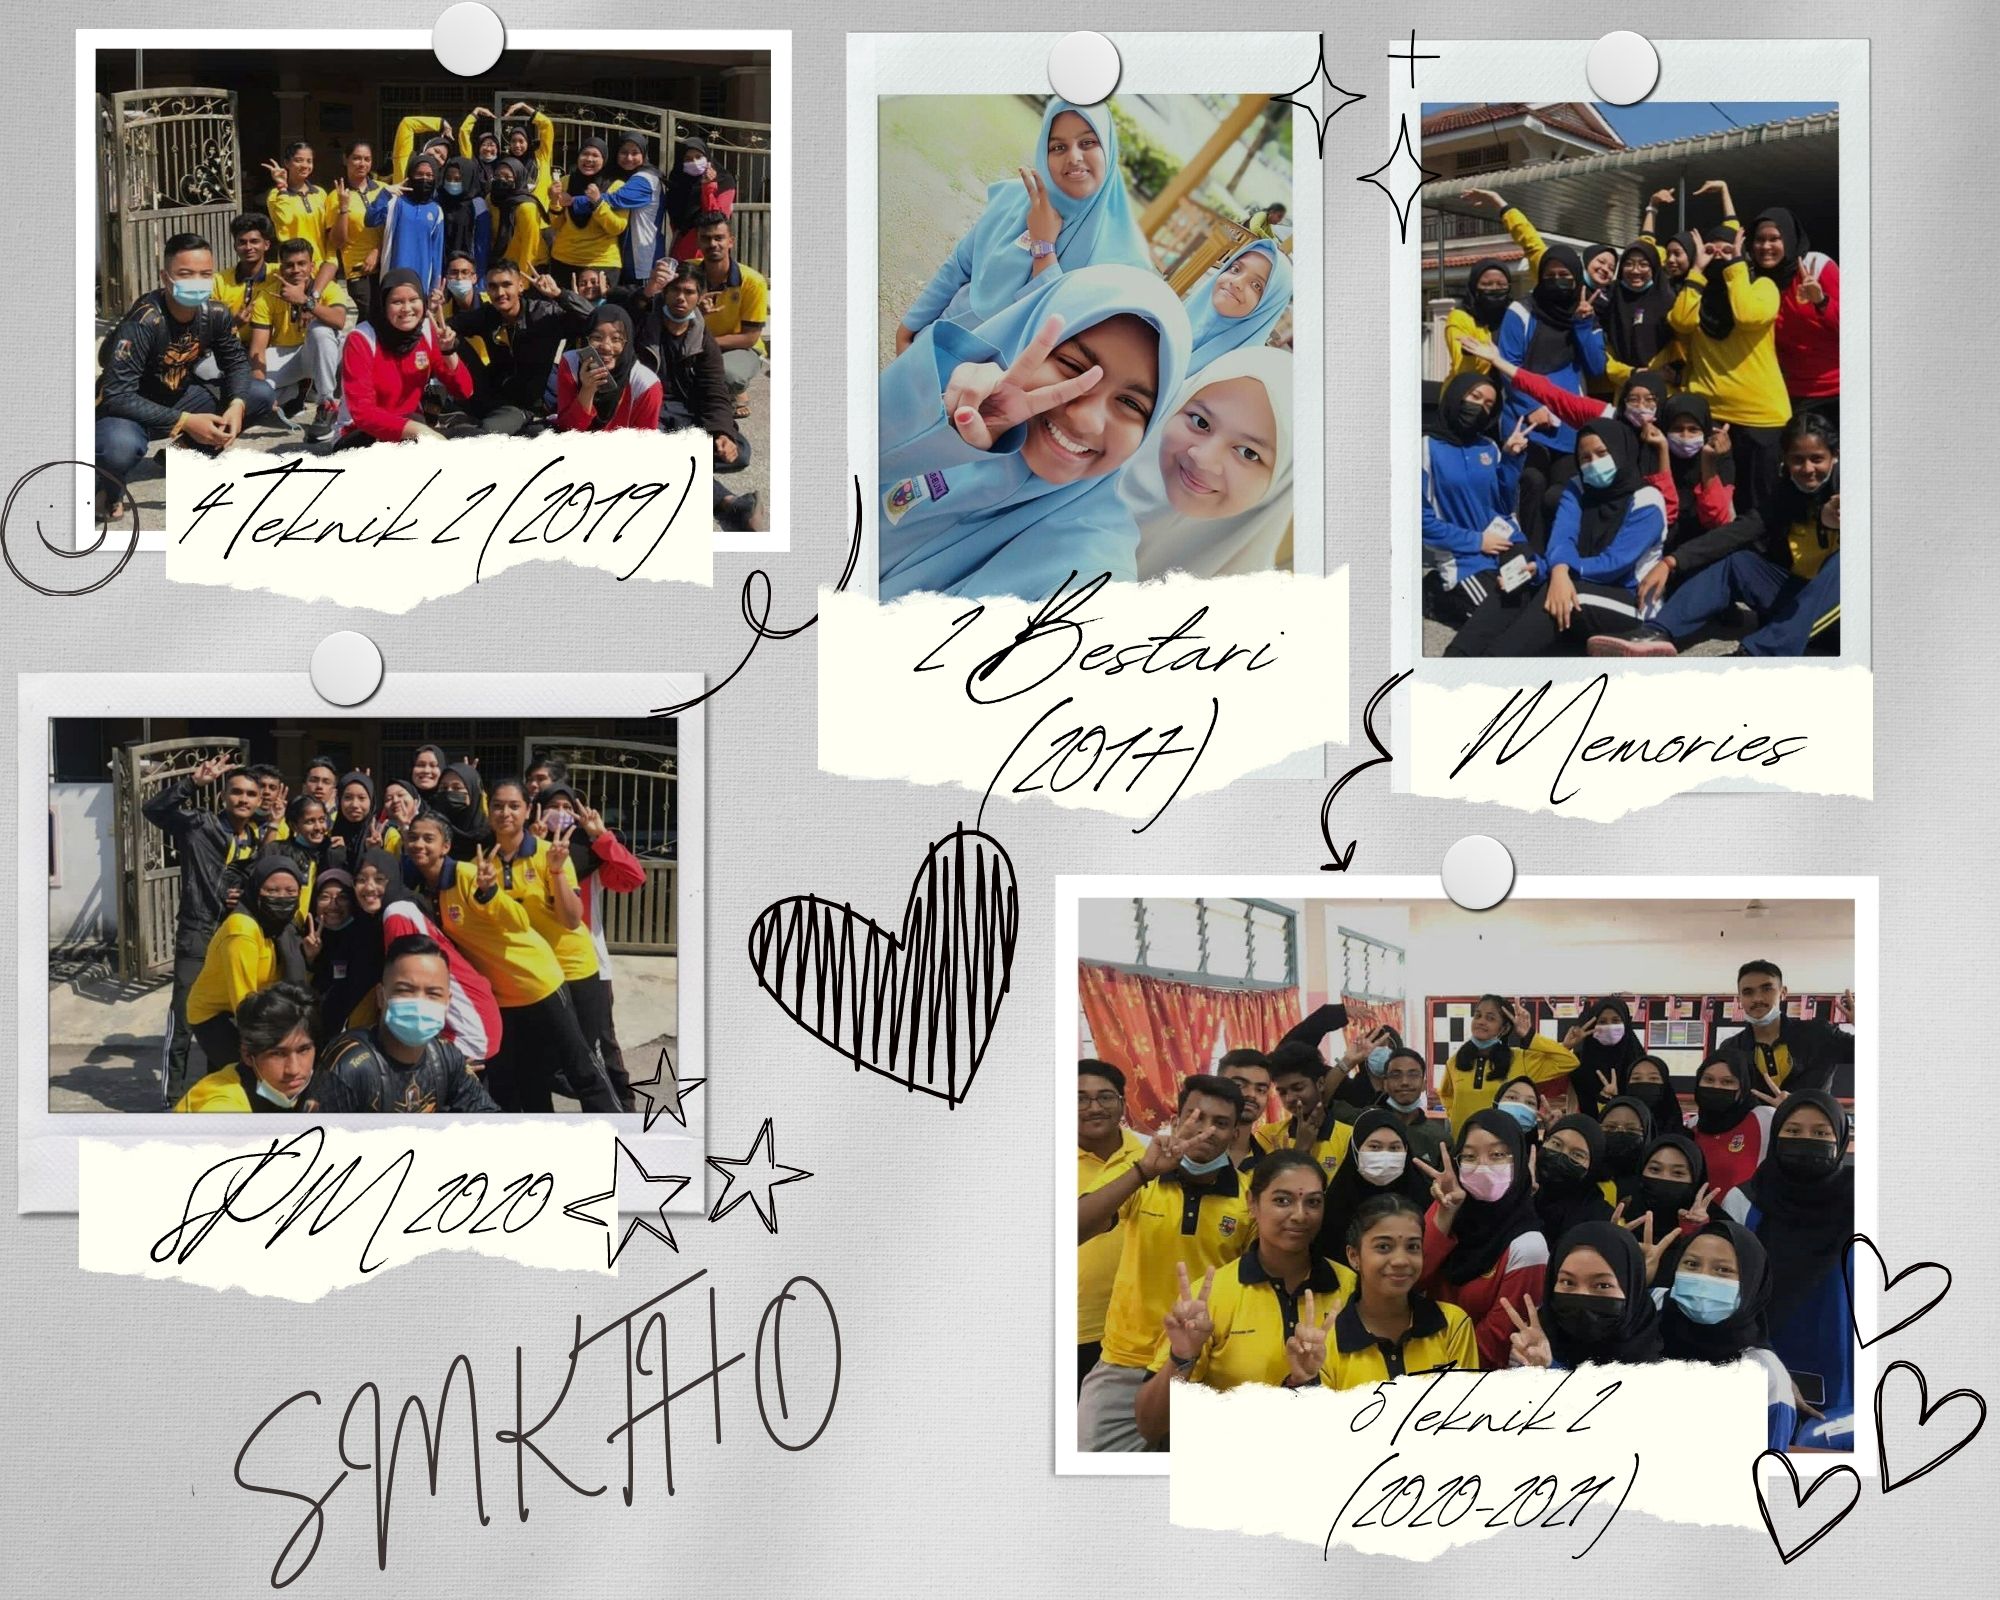 4 Teknik 2 (2019)
2 Bestari
(2017)
Memories
SPM 2020
5 Teknik 2
(2020-2021)
SMKTHO